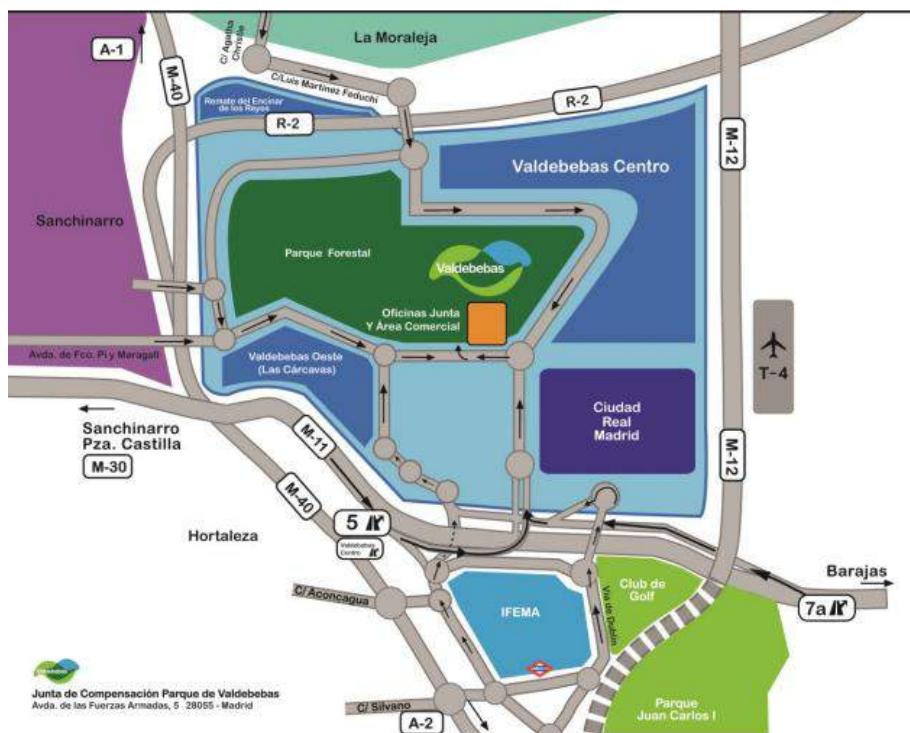 La Moraleja
A-1
C/ Agatha
Christie
C/Luis Martínez Feduchi
M-40
Remate del Encinar
de los Reyes
R-2
R-2
M-12
Valdebebas Centro
Sanchinarro
Parque Forestal
Valdebebas
Oficinas Junta
Y Área Comercial
Avda. de Fco. Pi y Maragall
Valdebebas Oeste
(Las Cárcavas)
T-4
Ciudad
Real
Madrid
Sanchinarro
Pza. Castilla
M-30
M-11
M-12
M-40
Hortaleza
5
Valdebebas
Centro
Barajas
7a
C/ Aconcagua
IFEMA
Club de
Golf
Vía de Dublín
Valdebebas
Junta de Compensación Parque de Valdebebas
Avda. de las Fuerzas Armadas, 5 28055 - Madrid
C/ Silvano
A-2
Parque
Juan Carlos I